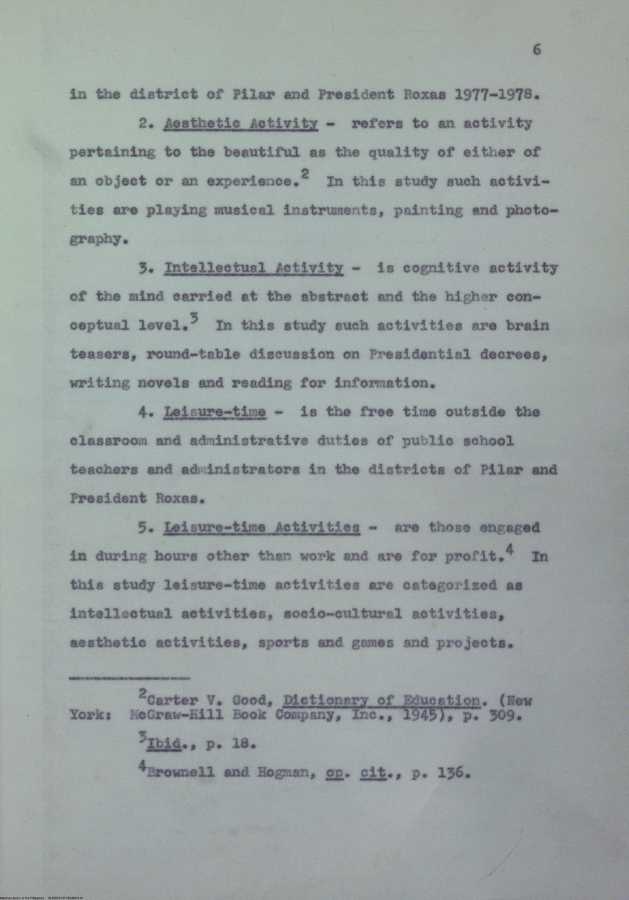 6
in the district of Pilar and President Roxas 1977-1978.
2. Aesthetic Activity - refers to an activity
pertaining to the beautiful as the quality of either of
an object or an experience.2 In this study such activi-
ties are playing musical instruments, painting and photo-
graphy.
3. Intellectual Activity - is cognitive activity
of the mind carried at the abstract and the higher con-
ceptual level.3 In this study such activities are brain
teasers, round-table discussion on Presidential decrees,
writing novels and reading for information.
4. Leisure-time - is the free time outside the
classroom and administrative duties of public school
teachers and administrators in the districts of Pilar and
President Roxas.
5. Leisure-time Activities - are those engaged
in during hours other than work and are for profit.4 In
this study leisure-time activities are categorized as
intellectual activities, socio-cultural activities,
aesthetic activities, sports and games and projects.
2Carter V. Good, Dictionary of Education. (New
York: McGraw-Hill Book Company, Inc., 1945), p. 309.
3Ibid., p. 18.
4Brownell and Hogman, op. cit., p. 136.